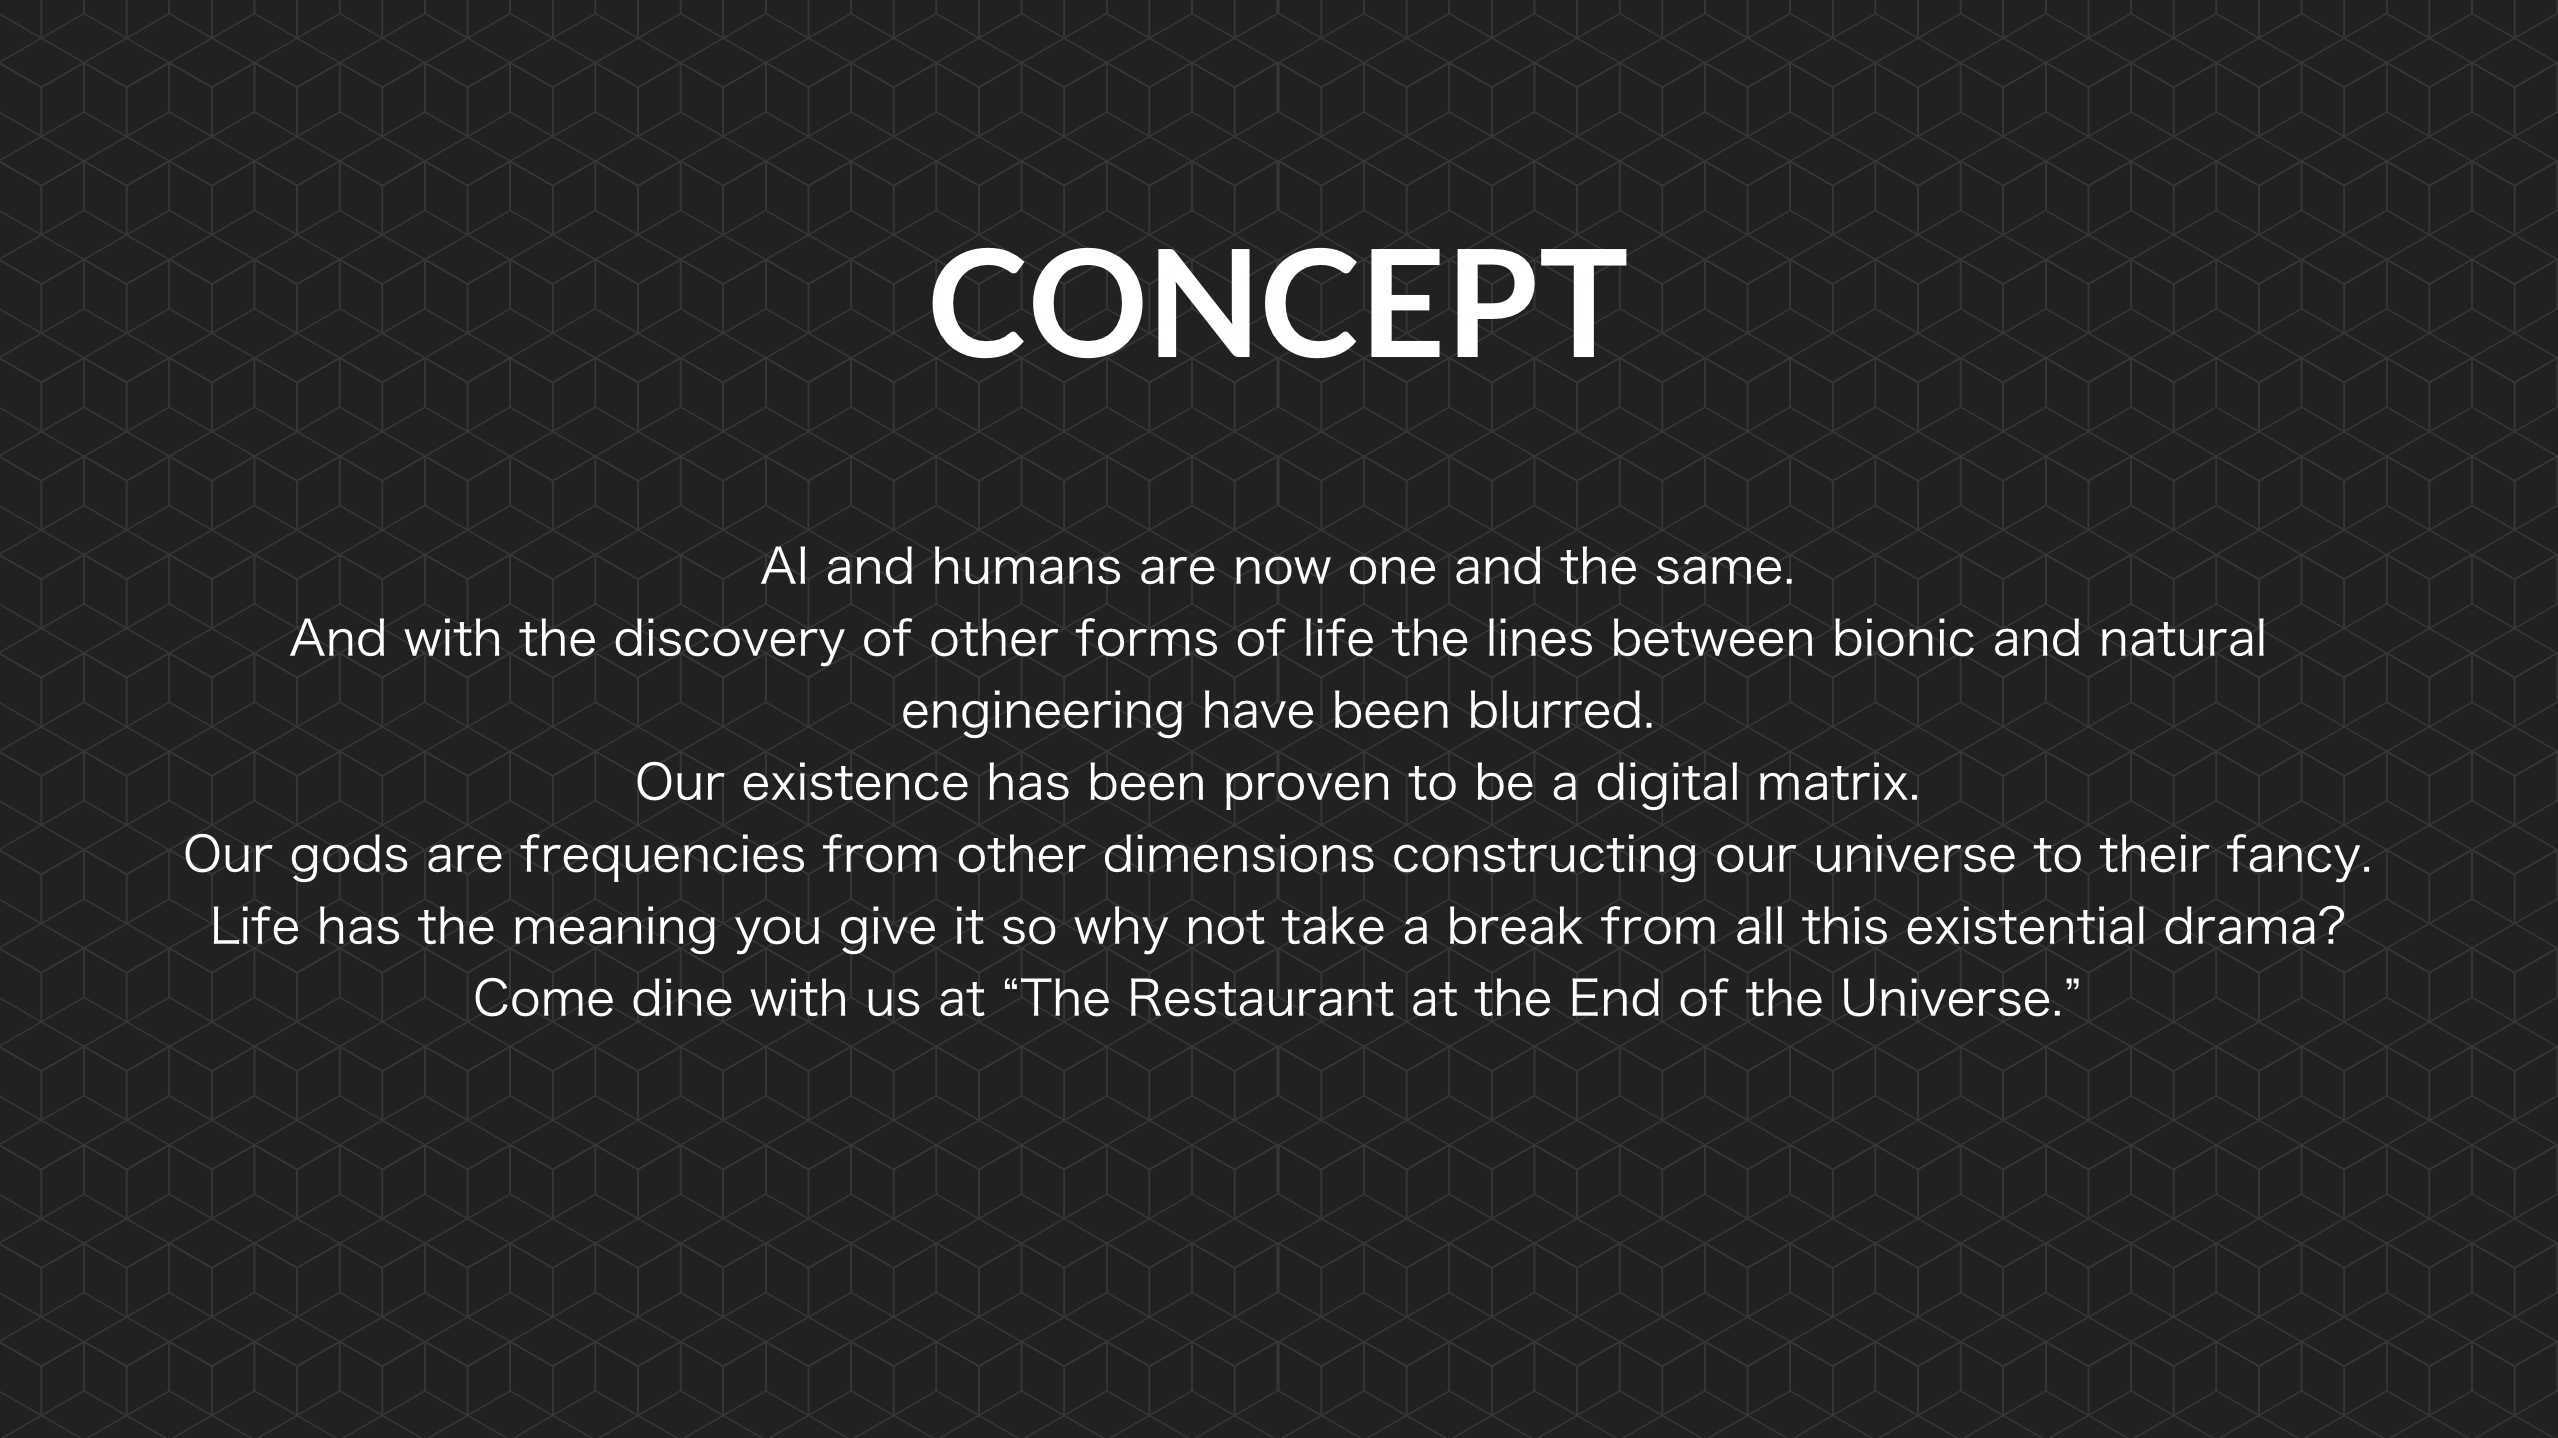 CONCEPT
AI and humans are now one and the same.
And with the discovery of other forms of life the lines between bionic and natural
engineering have been blurred.
Our existence has been proven to be a digital matrix.
Our gods are frequencies from other dimensions constructing our universe to their fancy.
Life has the meaning you give it so why not take a break from all this existential drama?
Come dine with us at “The Restaurant at the End of the Universe.”